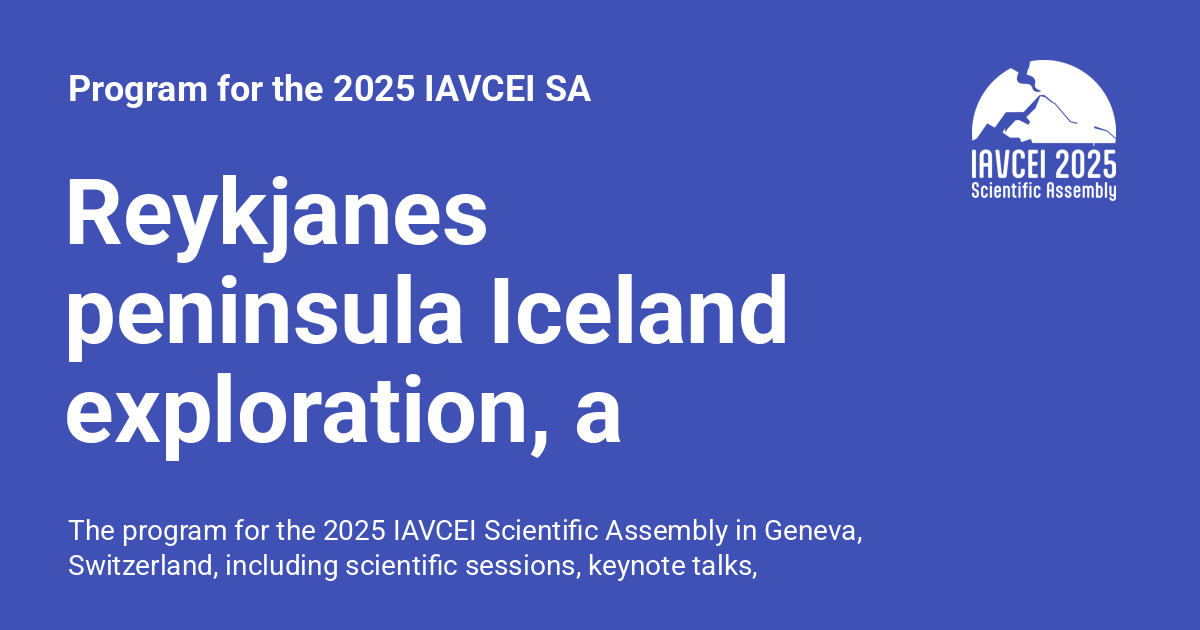 Program for the 2025 IAVCEI SA
IAVCEI 2025
Scientific Assembly
Reykjanes
peninsula Iceland
exploration, a
The program for the 2025 IAVCEI Scientific Assembly in Geneva,
Switzerland, including scientific sessions, keynote talks,